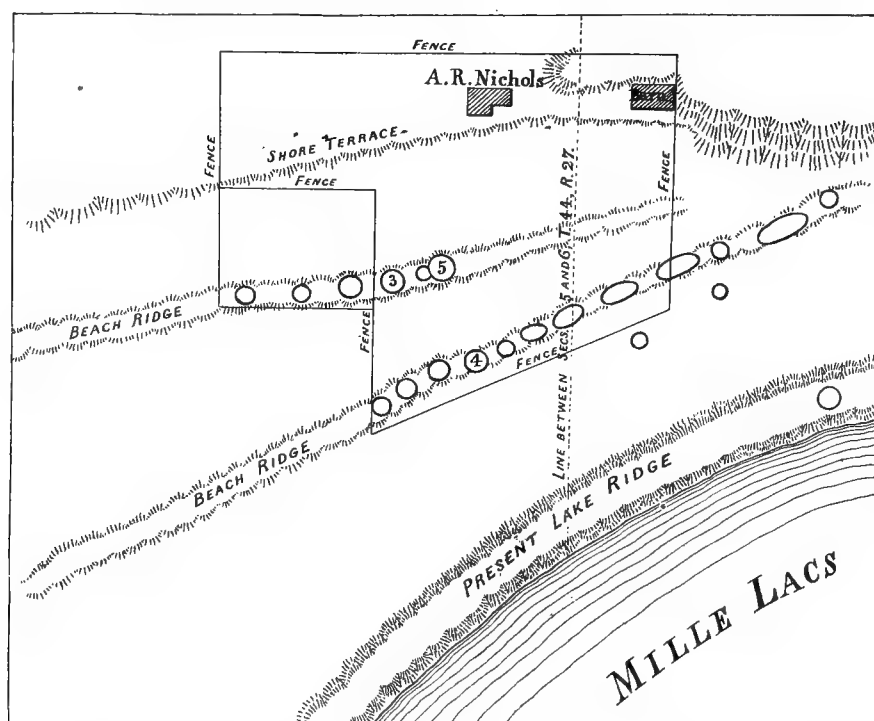 FENCE
A.R. Nichols
Barn
FENCE
SHORE TERRACE
FENCE
FENCE
LINE BETWEEN SECS. 5 AND 6, T. 44, R. 27.
3
5
BEACH RIDGE
FENCE
4
FENCE
BEACH RIDGE
PRESENT LAKE RIDGE
MILLE LACS